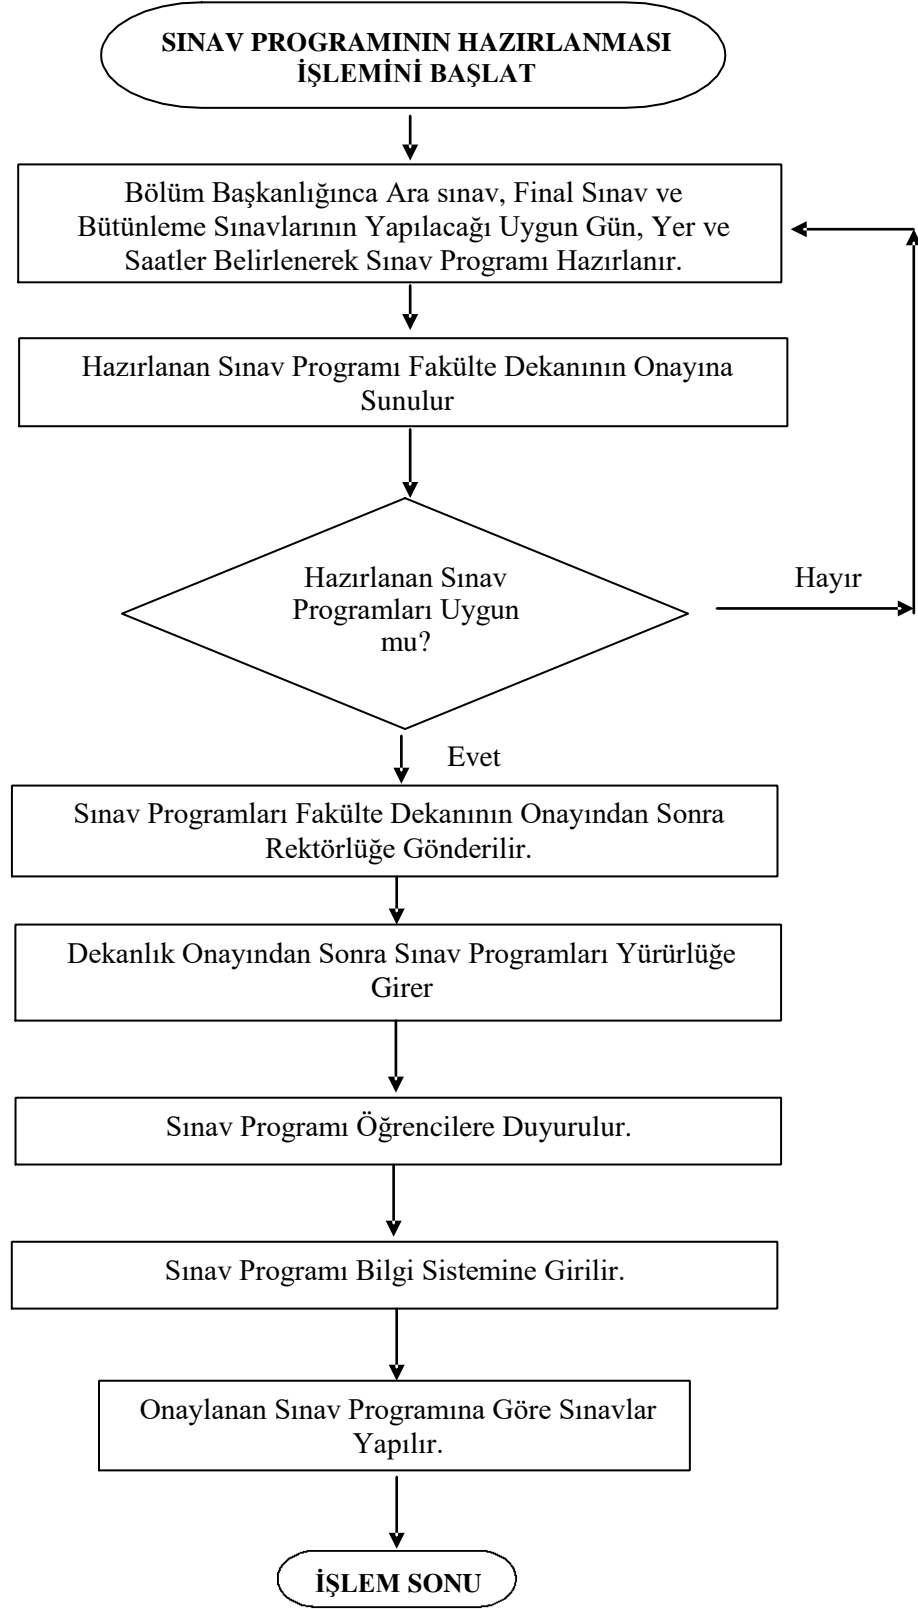 SINAV PROGRAMININ HAZIRLANMASI
İŞLEMİNİ BAŞLAT
Bölüm Başkanlığınca Ara sınav, Final Sınav ve
Bütünleme Sınavlarının Yapılacağı Uygun Gün, Yer ve
Saatler Belirlenerek Sınav Programı Hazırlanır.
Hazırlanan Sınav Programı Fakülte Dekanının Onayına
Sunulur
Hazırlanan Sınav
Programları Uygun
mu?
Hayır
Evet
Sınav Programları Fakülte Dekanının Onayından Sonra
Rektörlüğe Gönderilir.
Dekanlık Onayından Sonra Sınav Programları Yürürlüğe
Girer
Sınav Programı Öğrencilere Duyurulur.
Sınav Programı Bilgi Sistemine Girilir.
Onaylanan Sınav Programına Göre Sınavlar
Yapılır.
İŞLEM SONU